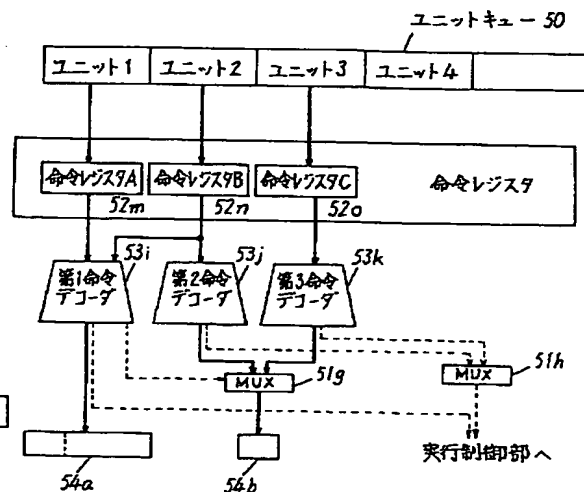 ユニットキュー 50
ユニット1 ユニット2 ユニット3 ユニット4
命令レジスタA 命令レジスタB 命令レジスタC 命令レジスタ
52m 52n 52o
53i 53j 53k
第1命令デコーダ
第2命令デコーダ
第3命令デコーダ
MUX 51g
MUX 51h
実行制御部へ
54a 54b